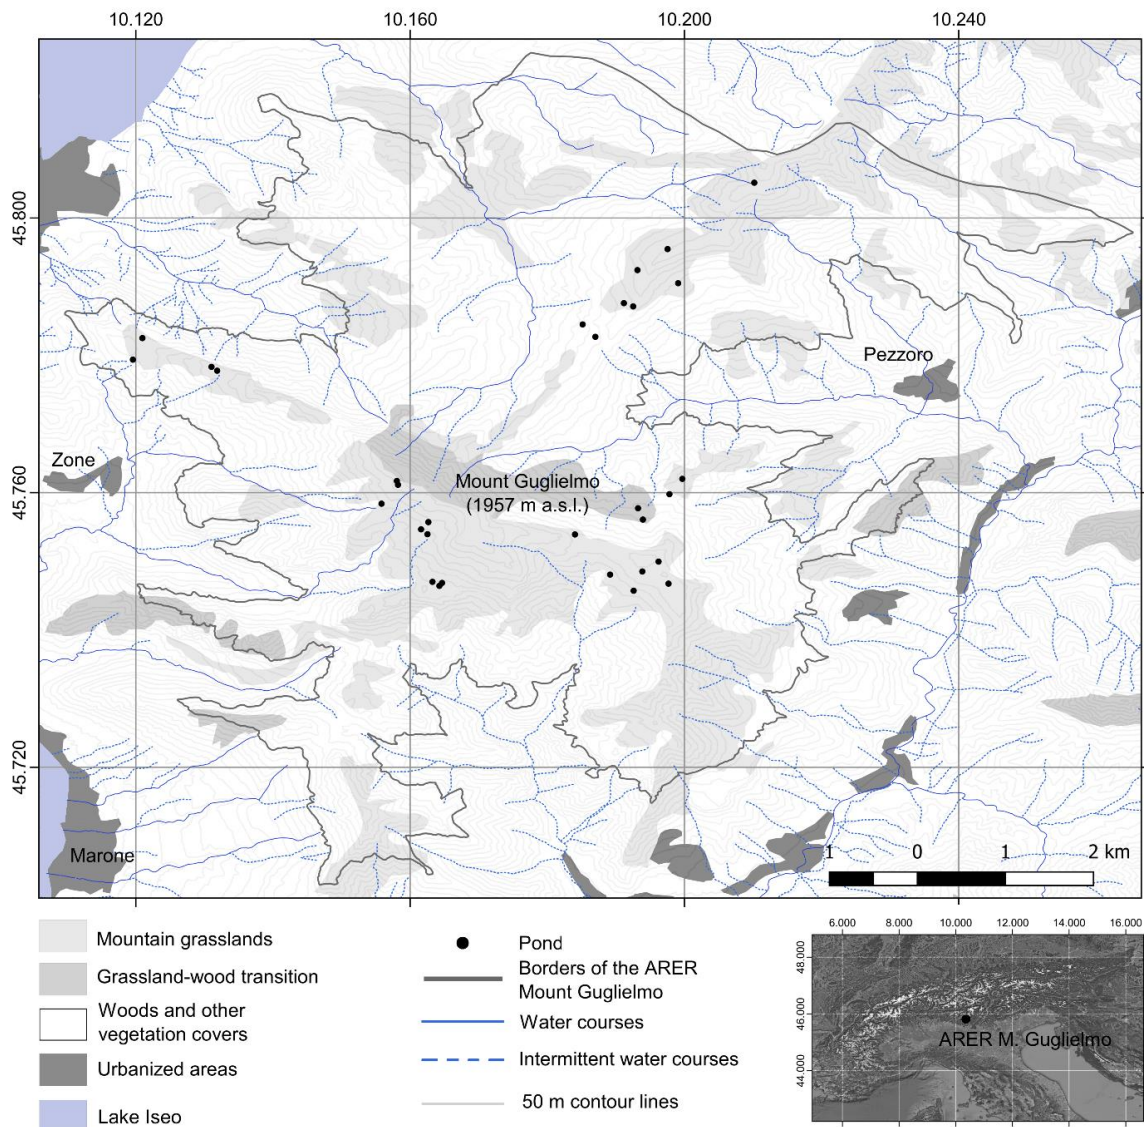 10.120 10.160 10.200 10.240
45.800
45.760
45.720
Pezzoro
Zone
Mount Guglielmo
(1957 m a.s.l.)
Marone
1 0 1 2 km
Mountain grasslands
Grassland-wood transition
Woods and other
vegetation covers
Urbanized areas
Lake Iseo
Pond
Borders of the ARER
Mount Guglielmo
Water courses
Intermittent water courses
50 m contour lines
6.000 8.000 10.000 12.000 14.000 16.000
48.000
46.000
44.000
ARER M. Guglielmo